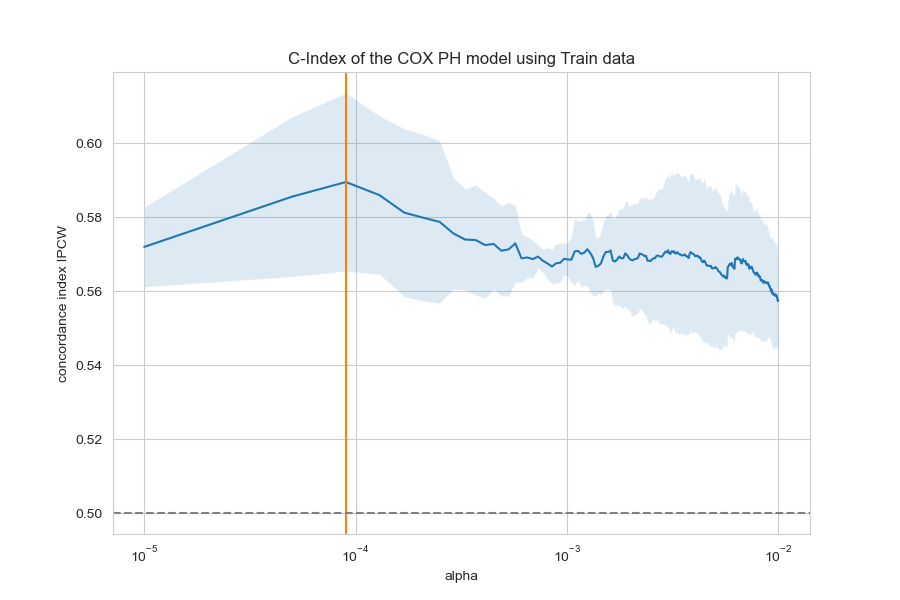 C-Index of the COX PH model using Train data
concordance index IPCW
0.60
0.58
0.56
0.54
0.52
0.50
10⁻⁵ 10⁻⁴ 10⁻³ 10⁻²
alpha